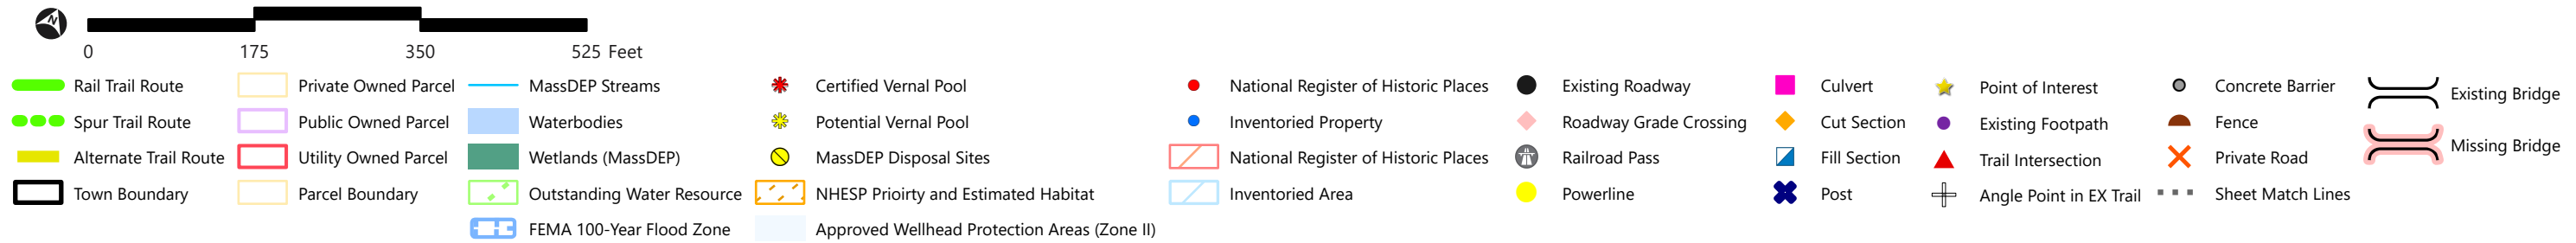 N
0 175 350 525 Feet
Rail Trail Route Private Owned Parcel MassDEP Streams Certified Vernal Pool National Register of Historic Places Existing Roadway Culvert Point of Interest Concrete Barrier Existing Bridge
Spur Trail Route Public Owned Parcel Waterbodies Potential Vernal Pool Inventoried Property Roadway Grade Crossing Cut Section Existing Footpath Fence
Alternate Trail Route Utility Owned Parcel Wetlands (MassDEP) MassDEP Disposal Sites National Register of Historic Places Railroad Pass Fill Section Trail Intersection Private Road Missing Bridge
Town Boundary Parcel Boundary Outstanding Water Resource NHESP Prioirty and Estimated Habitat Inventoried Area Powerline Post Angle Point in EX Trail Sheet Match Lines
FEMA 100-Year Flood Zone Approved Wellhead Protection Areas (Zone II)